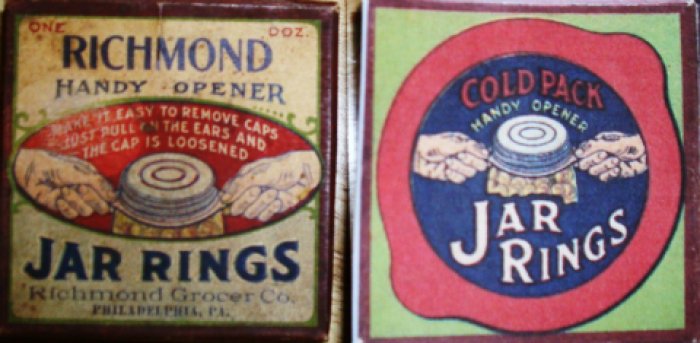 ONE DOZ.
RICHMOND
HANDY OPENER
MAKE IT EASY TO REMOVE CAPS
JUST PULL ON THE EARS AND
THE CAP IS LOOSENED
JAR RINGS
Richmond Grocer Co.
PHILADELPHIA, PA.
COLD PACK
HANDY OPENER
JAR
RINGS